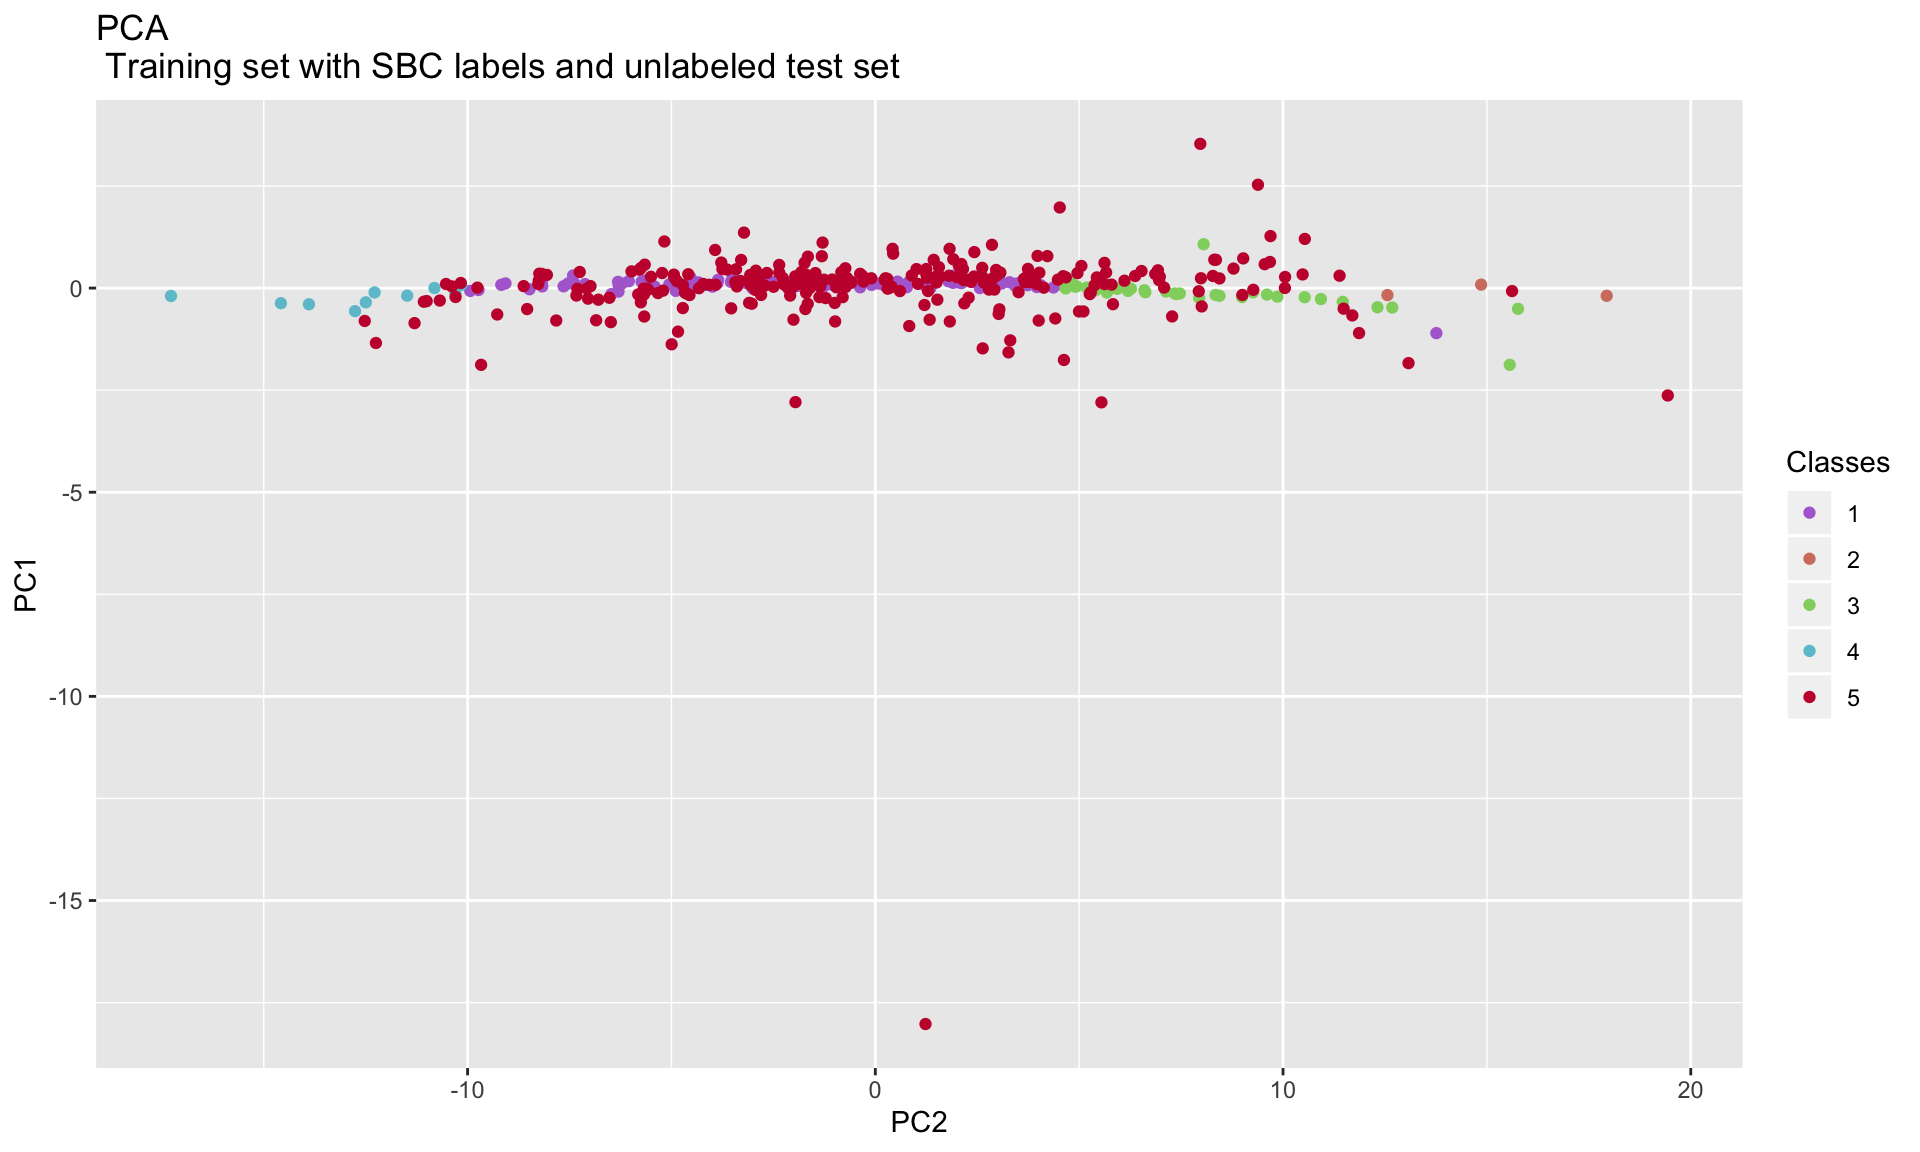 PCA
Training set with SBC labels and unlabeled test set
0
-5
-10
-15
PC1
-10
0
10
20
PC2
Classes
1
2
3
4
5